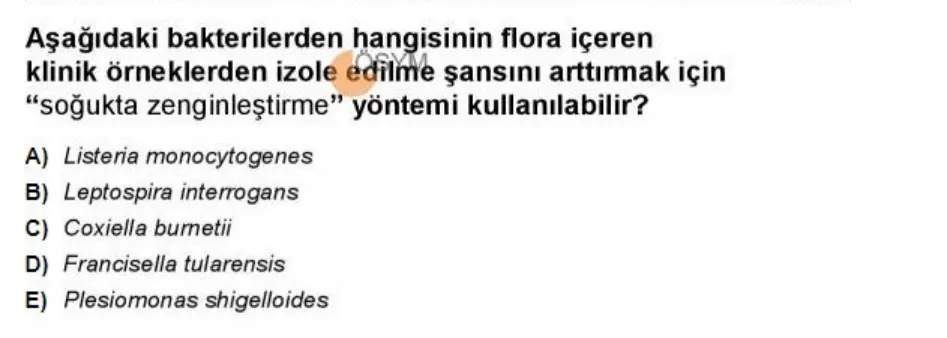 Aşağıdaki bakterilerden hangisinin flora içeren
klinik örneklerden izole edilme şansını arttırmak için
“soğukta zenginleştirme” yöntemi kullanılabilir?
ÖSYM
A) Listeria monocytogenes
B) Leptospira interrogans
C) Coxiella burnetii
D) Francisella tularensis
E) Plesiomonas shigelloides